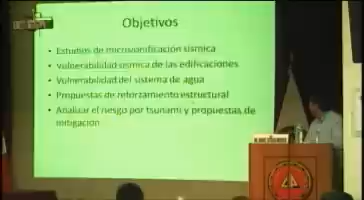 Objetivos
• Estudios de microzonificación sísmica
• Vulnerabilidad sísmica de las edificaciones
• Vulnerabilidad del sistema de agua
• Propuestas de reforzamiento estructural
• Analizar el riesgo por tsunami y propuestas de
mitigación